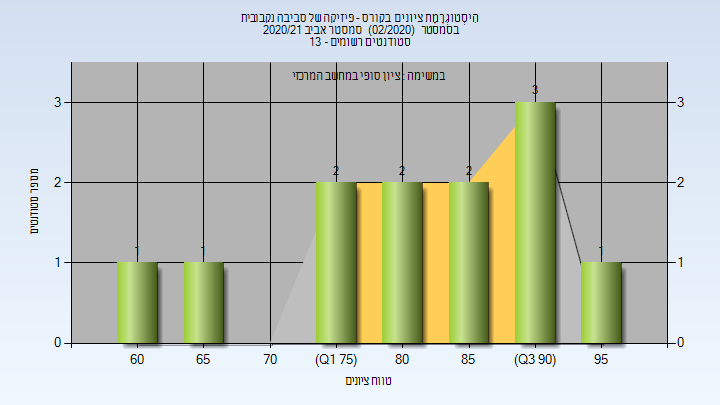 היסטוגרמת ציונים בקורס - פיזיקה של סביבה נקבובית
בסמסטר (02/2020) סמסטר אביב 2020/21
סטודנטים רשומים - 13
במשימה : ציון סופי במחשב המרכזי
מספר סטודנטים
3
2
1
0
3
2
1
0
1
1
2
2
2
3
1
60
65
70
(Q1 75)
80
85
(Q3 90)
95
טווח ציונים